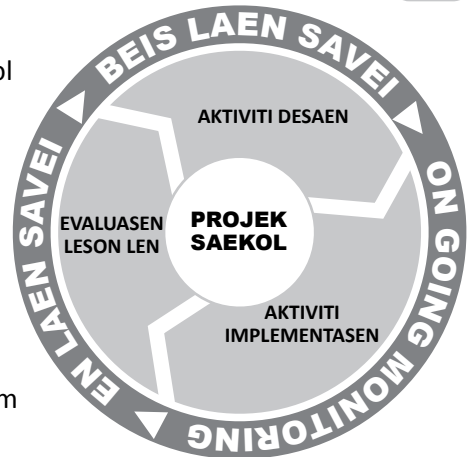 ol
m
BEIS LAEN SAVEI
ON GOING MONITORING
EN LAEN SAVEI
AKTIVITI DESAEN
EVALUASEN
LESON LEN
PROJEK
SAEKOL
AKTIVITI
IMPLEMENTASEN